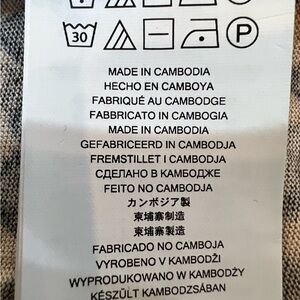 30 P
MADE IN CAMBODIA
HECHO EN CAMBOYA
FABRIQUÉ AU CAMBODGE
FABBRICATO IN CAMBOGIA
MADE IN CAMBODIA
GEFABRICEERD IN CAMBODJA
FREMSTILLET I CAMBODJA
СДЕЛАНО В КАМБОДЖЕ
FEITO NO CAMBODJA
カンボジア製
柬埔寨制造
柬埔寨製造
FABRICADO NO CAMBOJA
VYROBENO V KAMBODŽI
WYPRODUKOWANO W KAMBODŻY
KÉSZÜLT KAMBODZSÁBAN